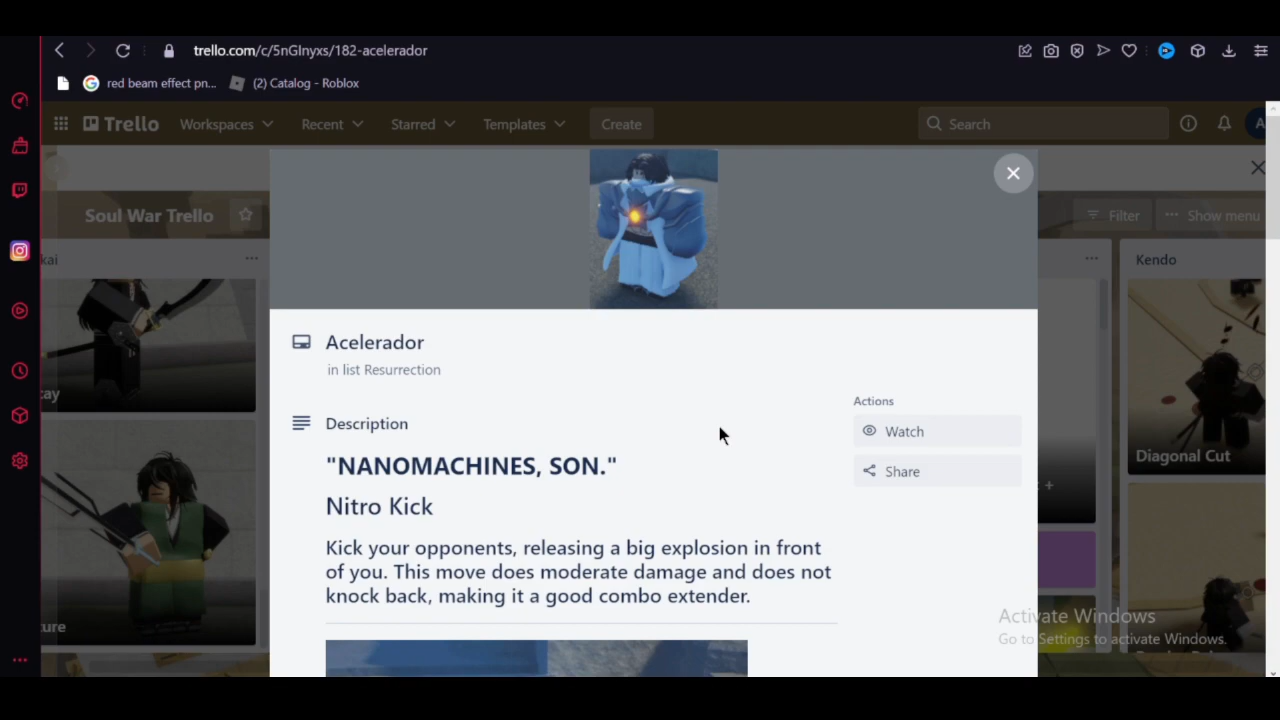 trello.com/c/5nGlnyxs/182-acelerador
red beam effect pn...
(2) Catalog - Roblox
Trello
Workspaces
Recent
Starred
Templates
Create
Search
A
Soul War Trello
Filter
Show menu
kai
Kendo
Acelerador
in list Resurrection
Description
"NANOMACHINES, SON."
Nitro Kick
Kick your opponents, releasing a big explosion in front
of you. This move does moderate damage and does not
knock back, making it a good combo extender.
Actions
Watch
Share
cay
ure
+
Diagonal Cut
Activate Windows
Go to Settings to activate Windows.